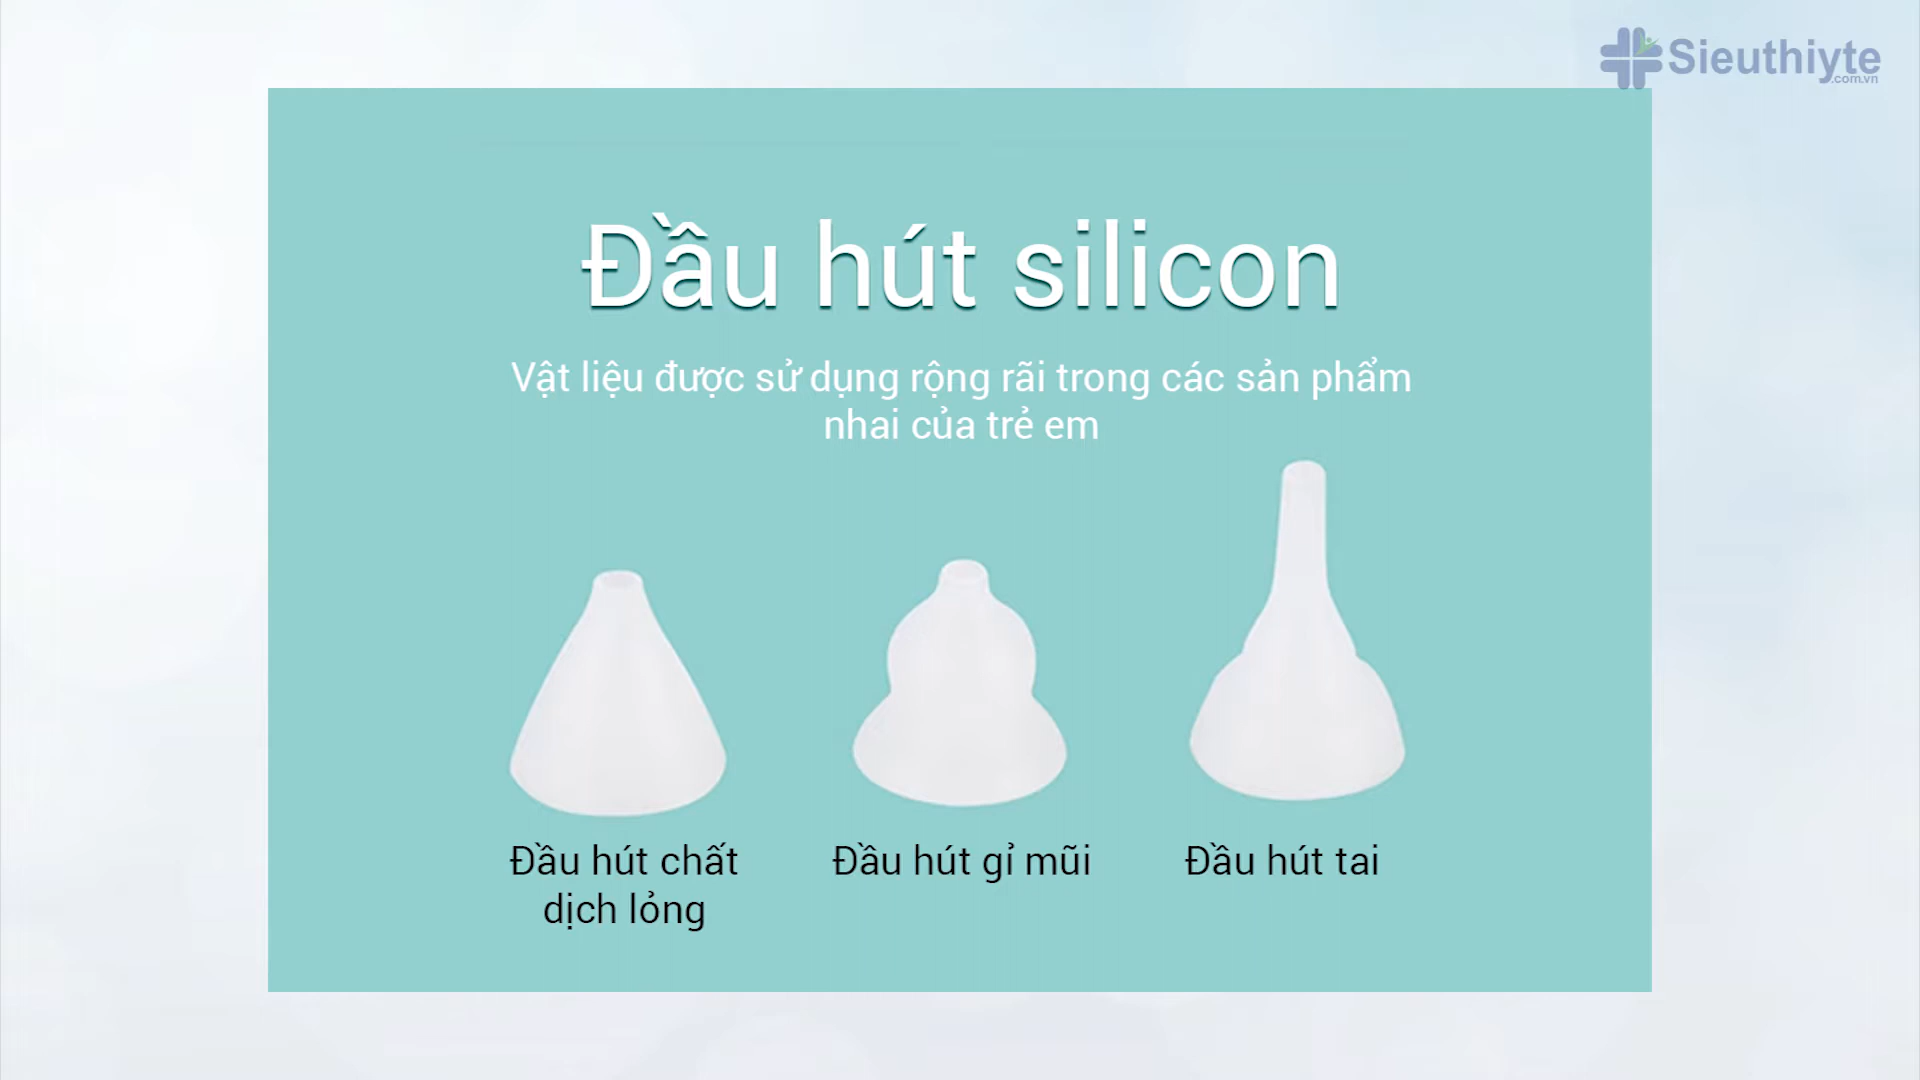 Sieuthiyte
.com.vn
Đầu hút silicon
Vật liệu được sử dụng rộng rãi trong các sản phẩm
nhai của trẻ em
Đầu hút chất
dịch lỏng
Đầu hút gỉ mũi
Đầu hút tai